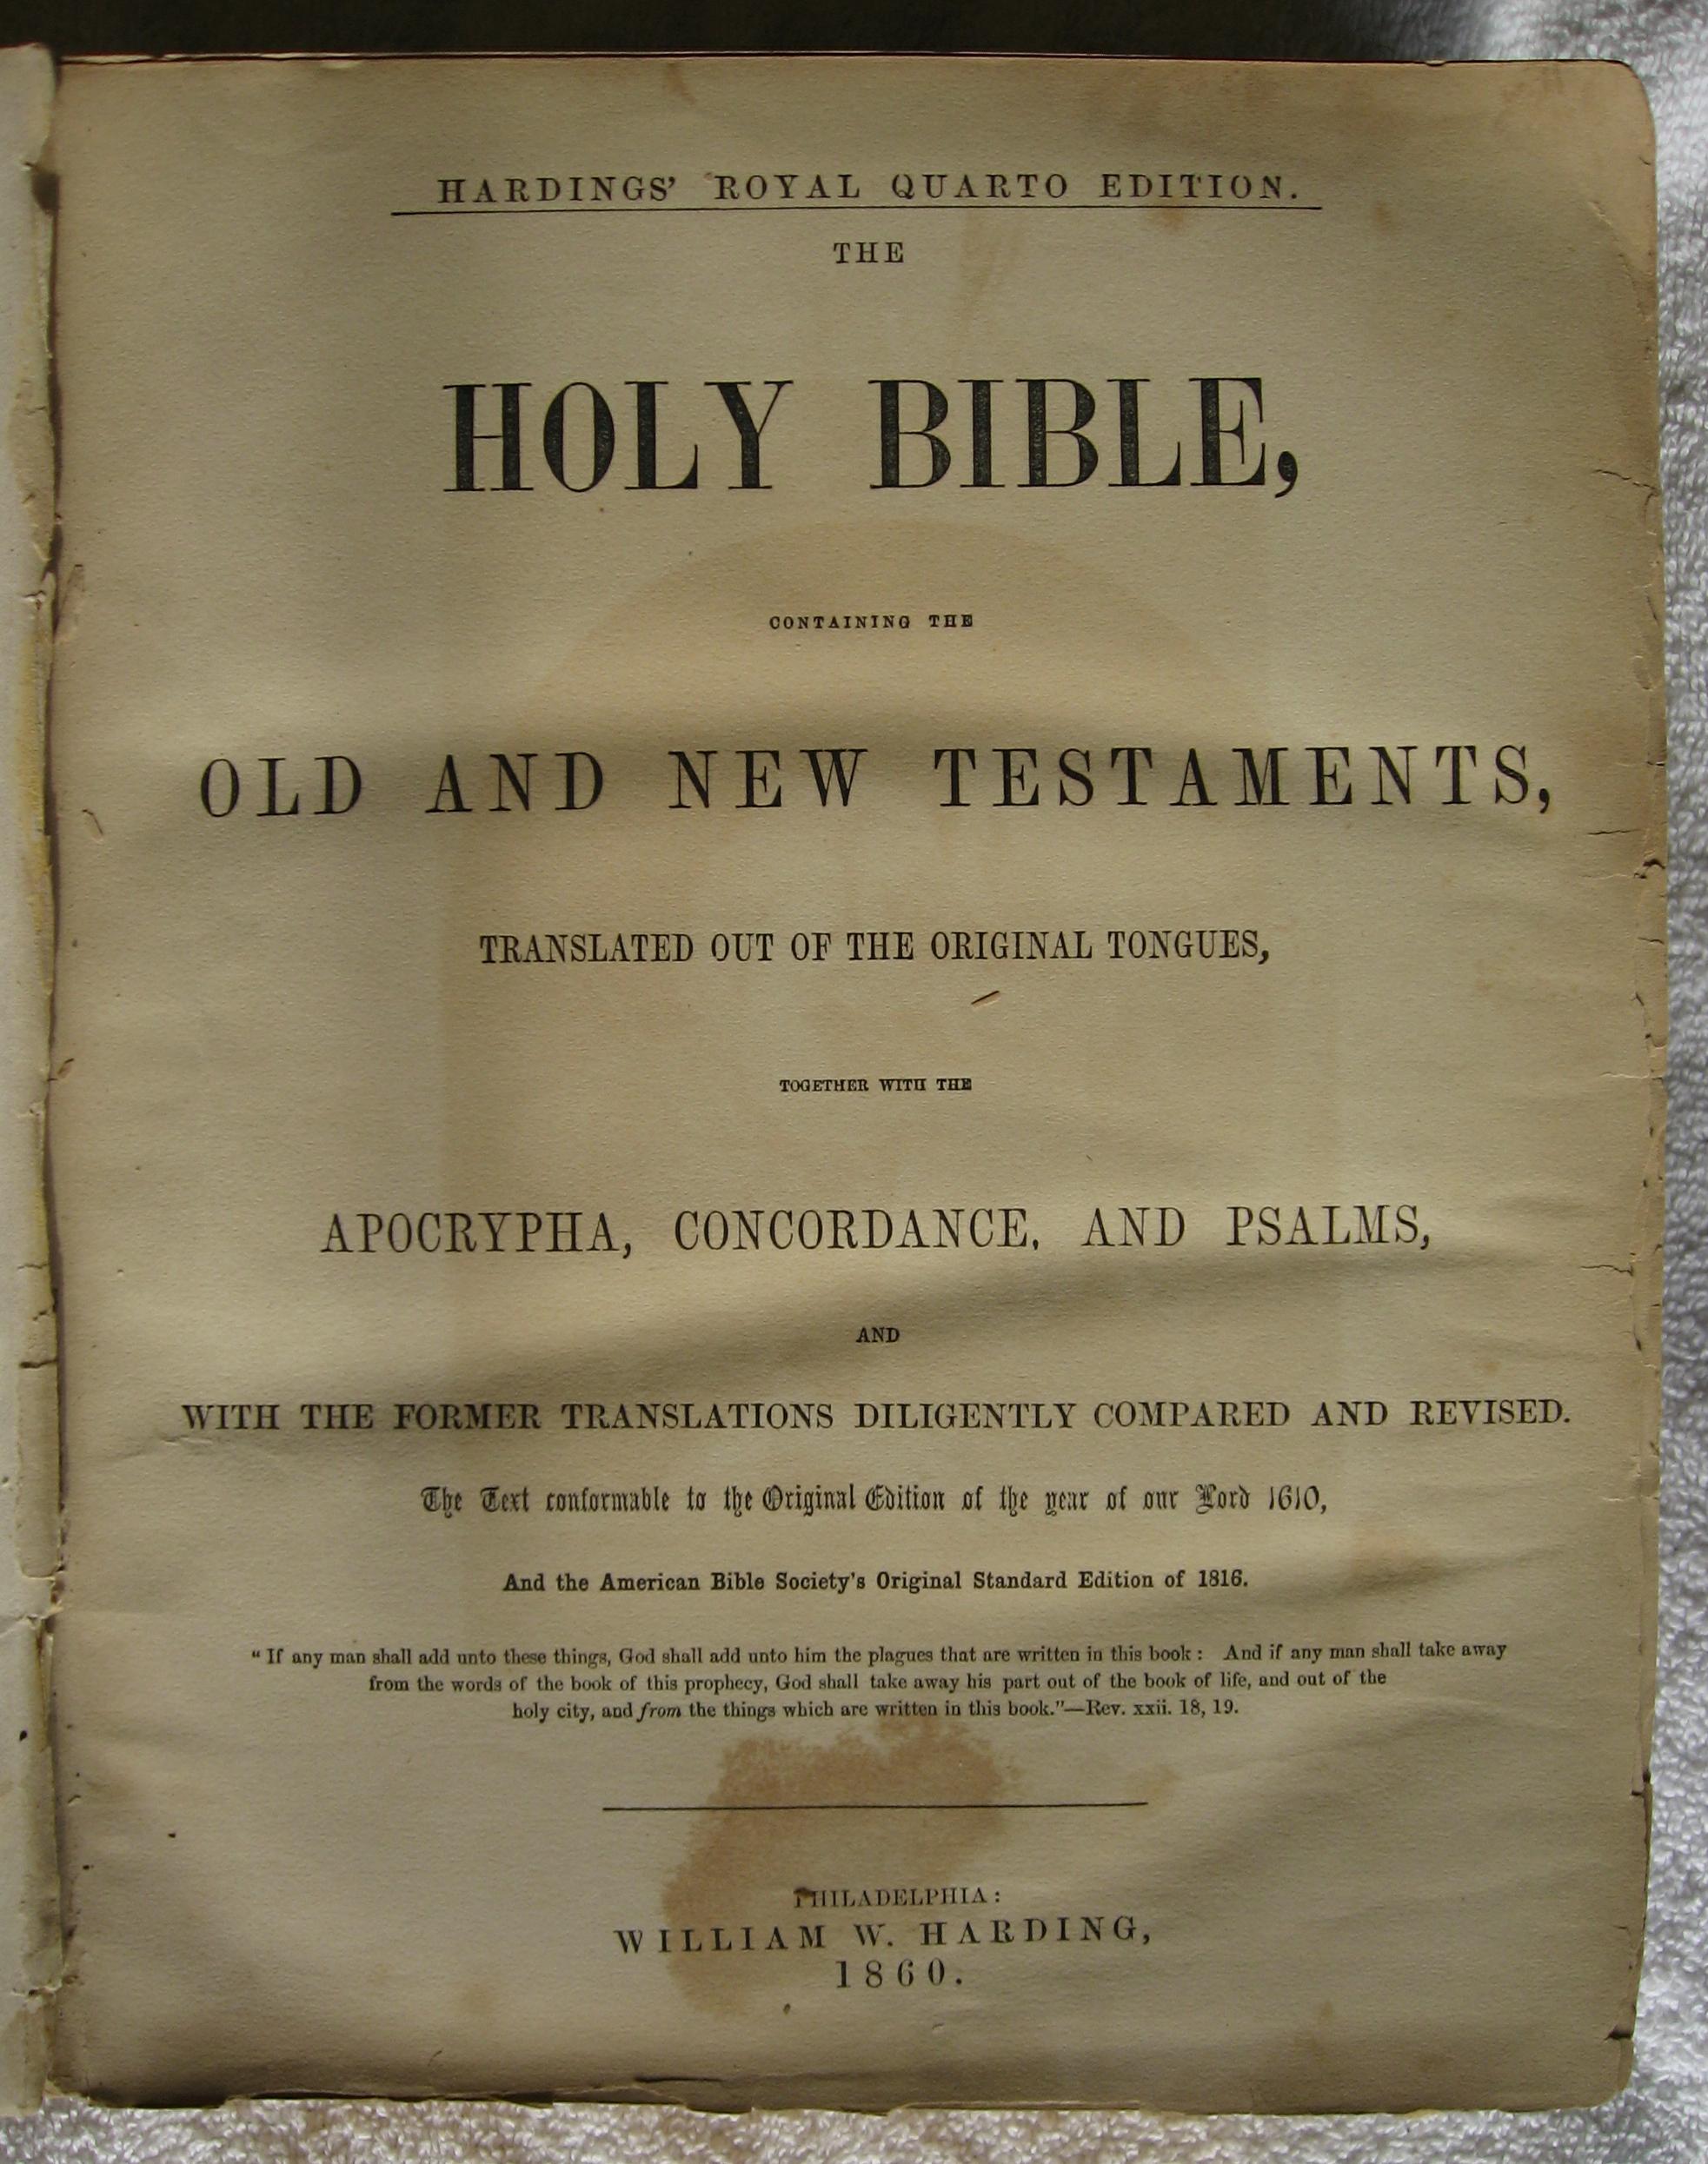 HARDINGS' ROYAL QUARTO EDITION.
THE
HOLY BIBLE,
CONTAINING THE
OLD AND NEW TESTAMENTS,
TRANSLATED OUT OF THE ORIGINAL TONGUES,
TOGETHER WITH THE
APOCRYPHA, CONCORDANCE, AND PSALMS,
AND
WITH THE FORMER TRANSLATIONS DILIGENTLY COMPARED AND REVISED.
The Text conformable to the Original Edition of the year of our Lord 1610,
And the American Bible Society's Original Standard Edition of 1816.
"If any man shall add unto these things, God shall add unto him the plagues that are written in this book: And if any man shall take away
from the words of the book of this prophecy, God shall take away his part out of the book of life, and out of the
holy city, and from the things which are written in this book."—Rev. xxii. 18, 19.
PHILADELPHIA:
WILLIAM W. HARDING,
1860.